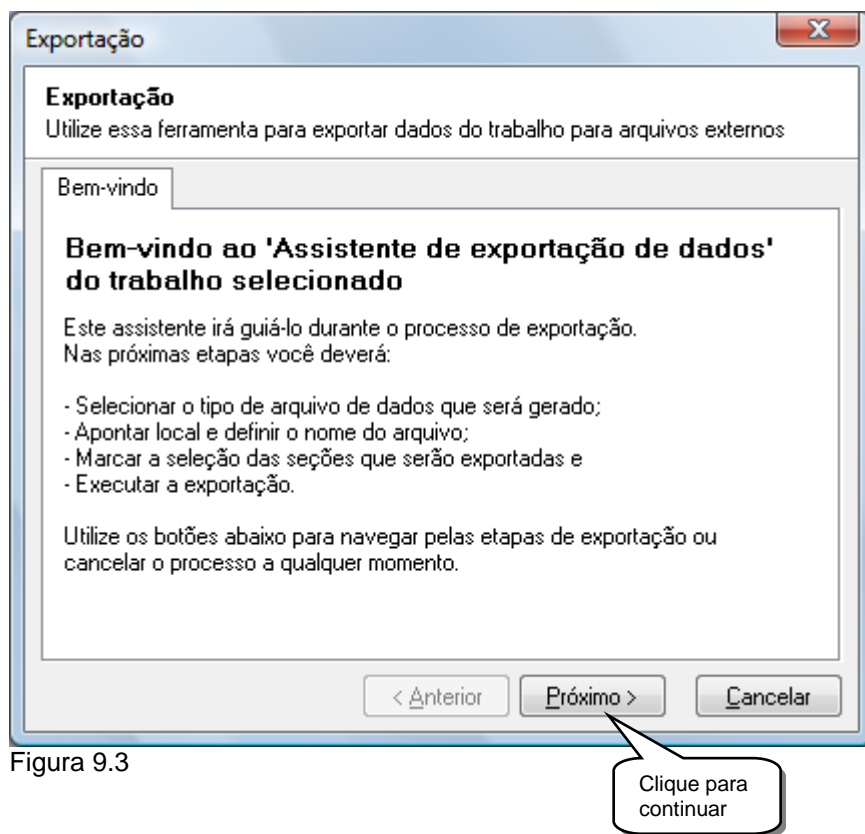 Exportação
Exportação
Utilize essa ferramenta para exportar dados do trabalho para arquivos externos
Bem-vindo
Bem-vindo ao 'Assistente de exportação de dados'
do trabalho selecionado
Este assistente irá guiá-lo durante o processo de exportação.
Nas próximas etapas você deverá:
- Selecionar o tipo de arquivo de dados que será gerado;
- Apontar local e definir o nome do arquivo;
- Marcar a seleção das seções que serão exportadas e
- Executar a exportação.
Utilize os botões abaixo para navegar pelas etapas de exportação ou
cancelar o processo a qualquer momento.
< Anterior Próximo > Cancelar
Figura 9.3
Clique para
continuar